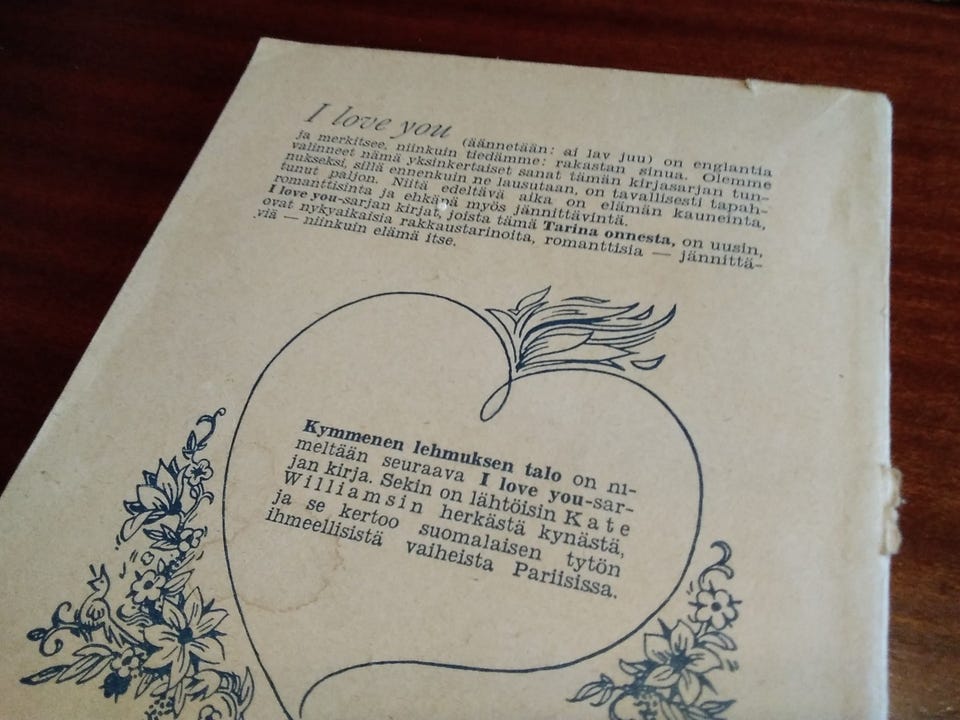 I love you (äännetään: ai lav juu) on englantia
ja merkitsee, niinkuin tiedämme: rakastan sinua. Olemme
valinneet nämä yksinkertaiset sanat tämän kirjasarjan tun-
nukseksi, sillä ennenkuin ne lausutaan, on tavallisesti tapah-
tunut paljon. Niitä edeltävä aika on elämän kauneinta,
romanttisinta ja ehkäpä myös jännittävintä.
I love you-sarjan kirjat, joista tämä Tarina onnesta, on uusin,
ovat nykyaikaisia rakkaustarinoita, romanttisia — jännittä-
viä — niinkuin elämä itse.
Kymmenen lehmuksen talo on ni-
meltään seuraava I love you-sar-
jan kirja. Sekin on lähtöisin Kate
Williamsin herkästä kynästä,
ja se kertoo suomalaisen tytön
ihmeellisistä vaiheista Pariisissa.